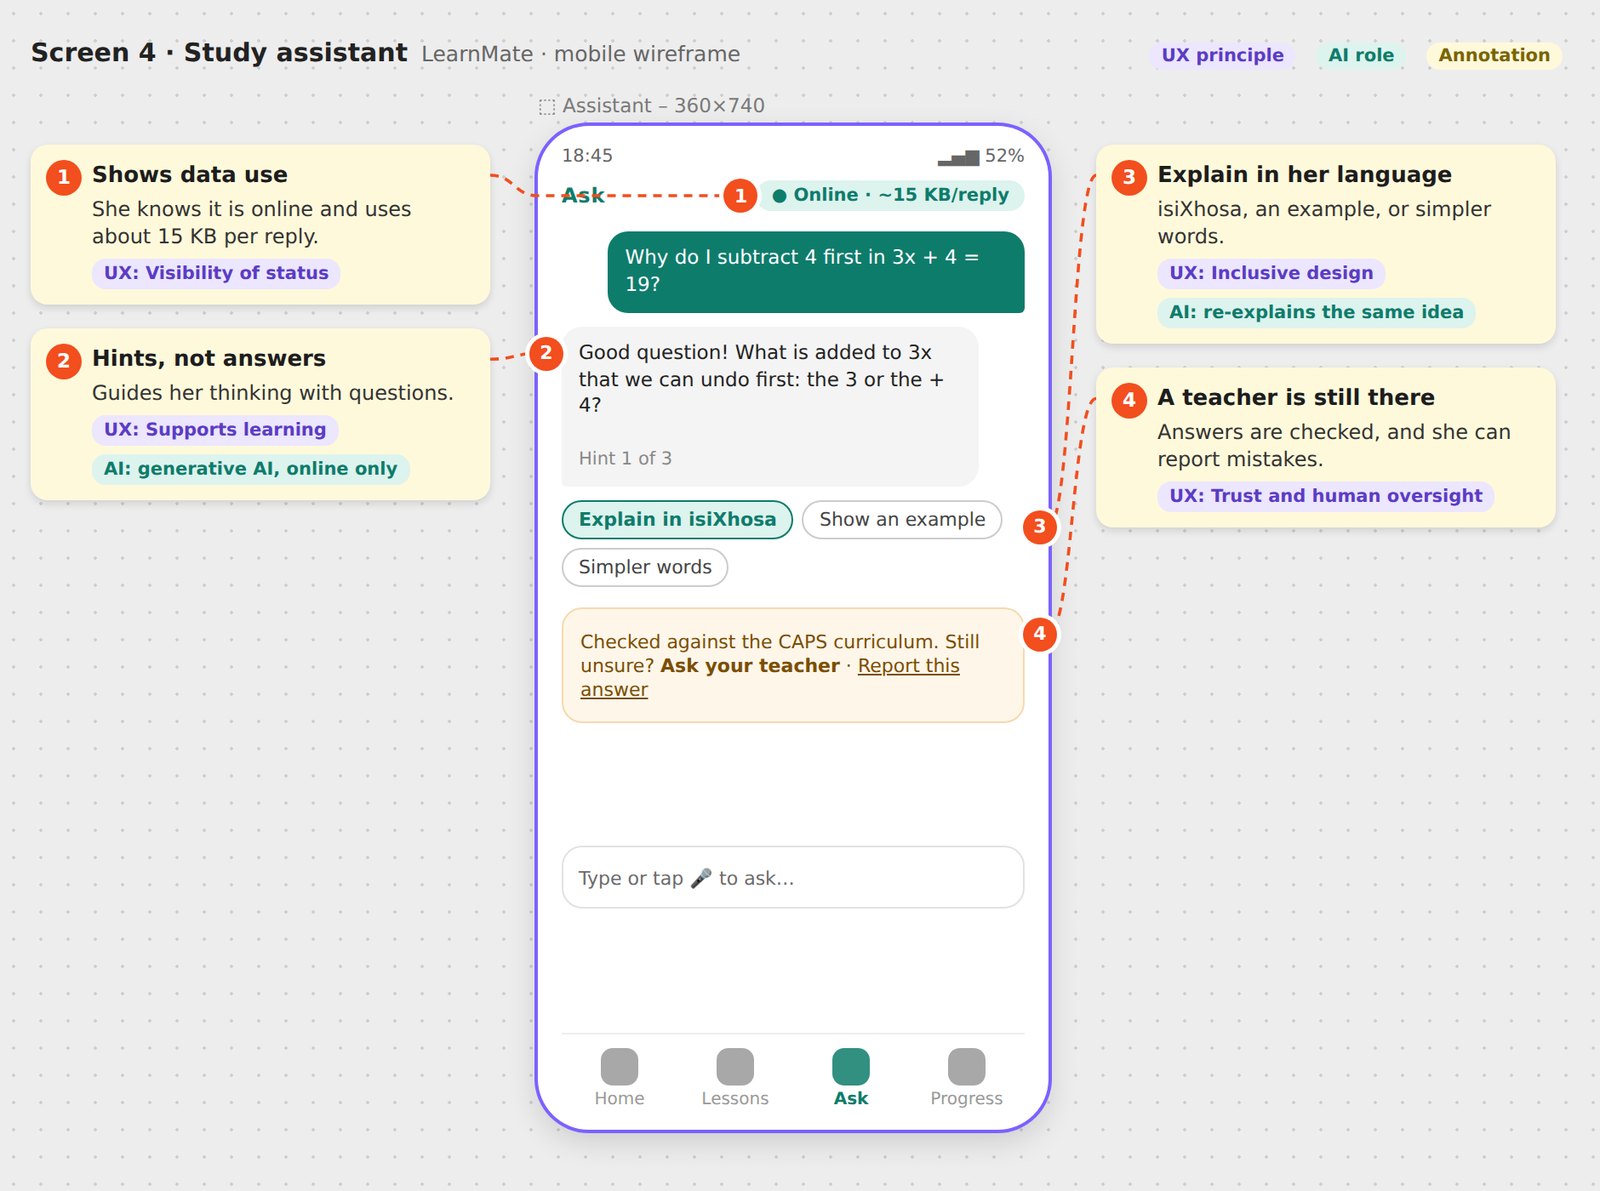 Screen 4 · Study assistant LearnMate · mobile wireframe
UX principle AI role Annotation
Assistant – 360×740
1 Shows data use
She knows it is online and uses
about 15 KB per reply.
UX: Visibility of status
2 Hints, not answers
Guides her thinking with questions.
UX: Supports learning
AI: generative AI, online only
18:45 52%
Ask 1 ● Online · ~15 KB/reply
Why do I subtract 4 first in 3x + 4 =
19?
2 Good question! What is added to 3x
that we can undo first: the 3 or the +
4?
Hint 1 of 3
Explain in isiXhosa Show an example 3
Simpler words
4
Checked against the CAPS curriculum. Still
unsure? Ask your teacher · Report this
answer
Type or tap 🎤 to ask...
Home Lessons Ask Progress
3 Explain in her language
isiXhosa, an example, or simpler
words.
UX: Inclusive design
AI: re-explains the same idea
4 A teacher is still there
Answers are checked, and she can
report mistakes.
UX: Trust and human oversight